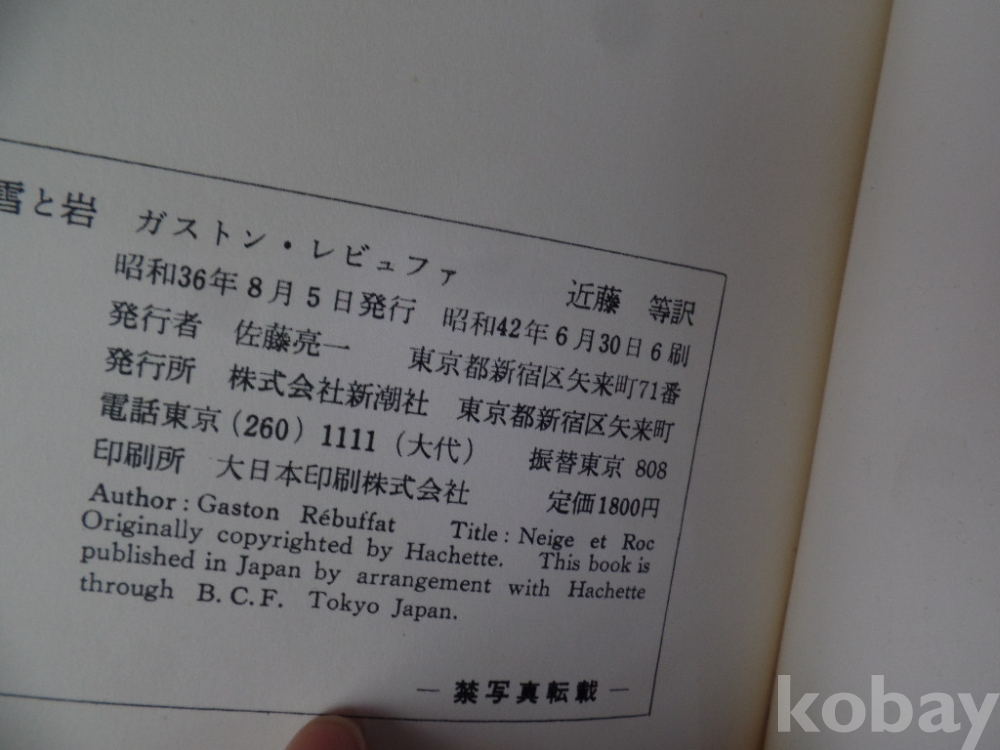 雪と岩 ガストン・レビュファ 近藤 等訳
昭和36年8月5日発行 昭和42年6月30日6刷
発行者 佐藤亮一 東京都新宿区矢来町71番
発行所 株式会社新潮社 東京都新宿区矢来町
電話東京(260)1111(大代) 振替東京 808
印刷所 大日本印刷株式会社 定価1800円
Author: Gaston Rébuffat Title: Neige et Roc
Originally copyrighted by Hachette. This book is
published in Japan by arrangement with Hachette
through B.C.F. Tokyo Japan.
— 禁写真転載 —
kobay